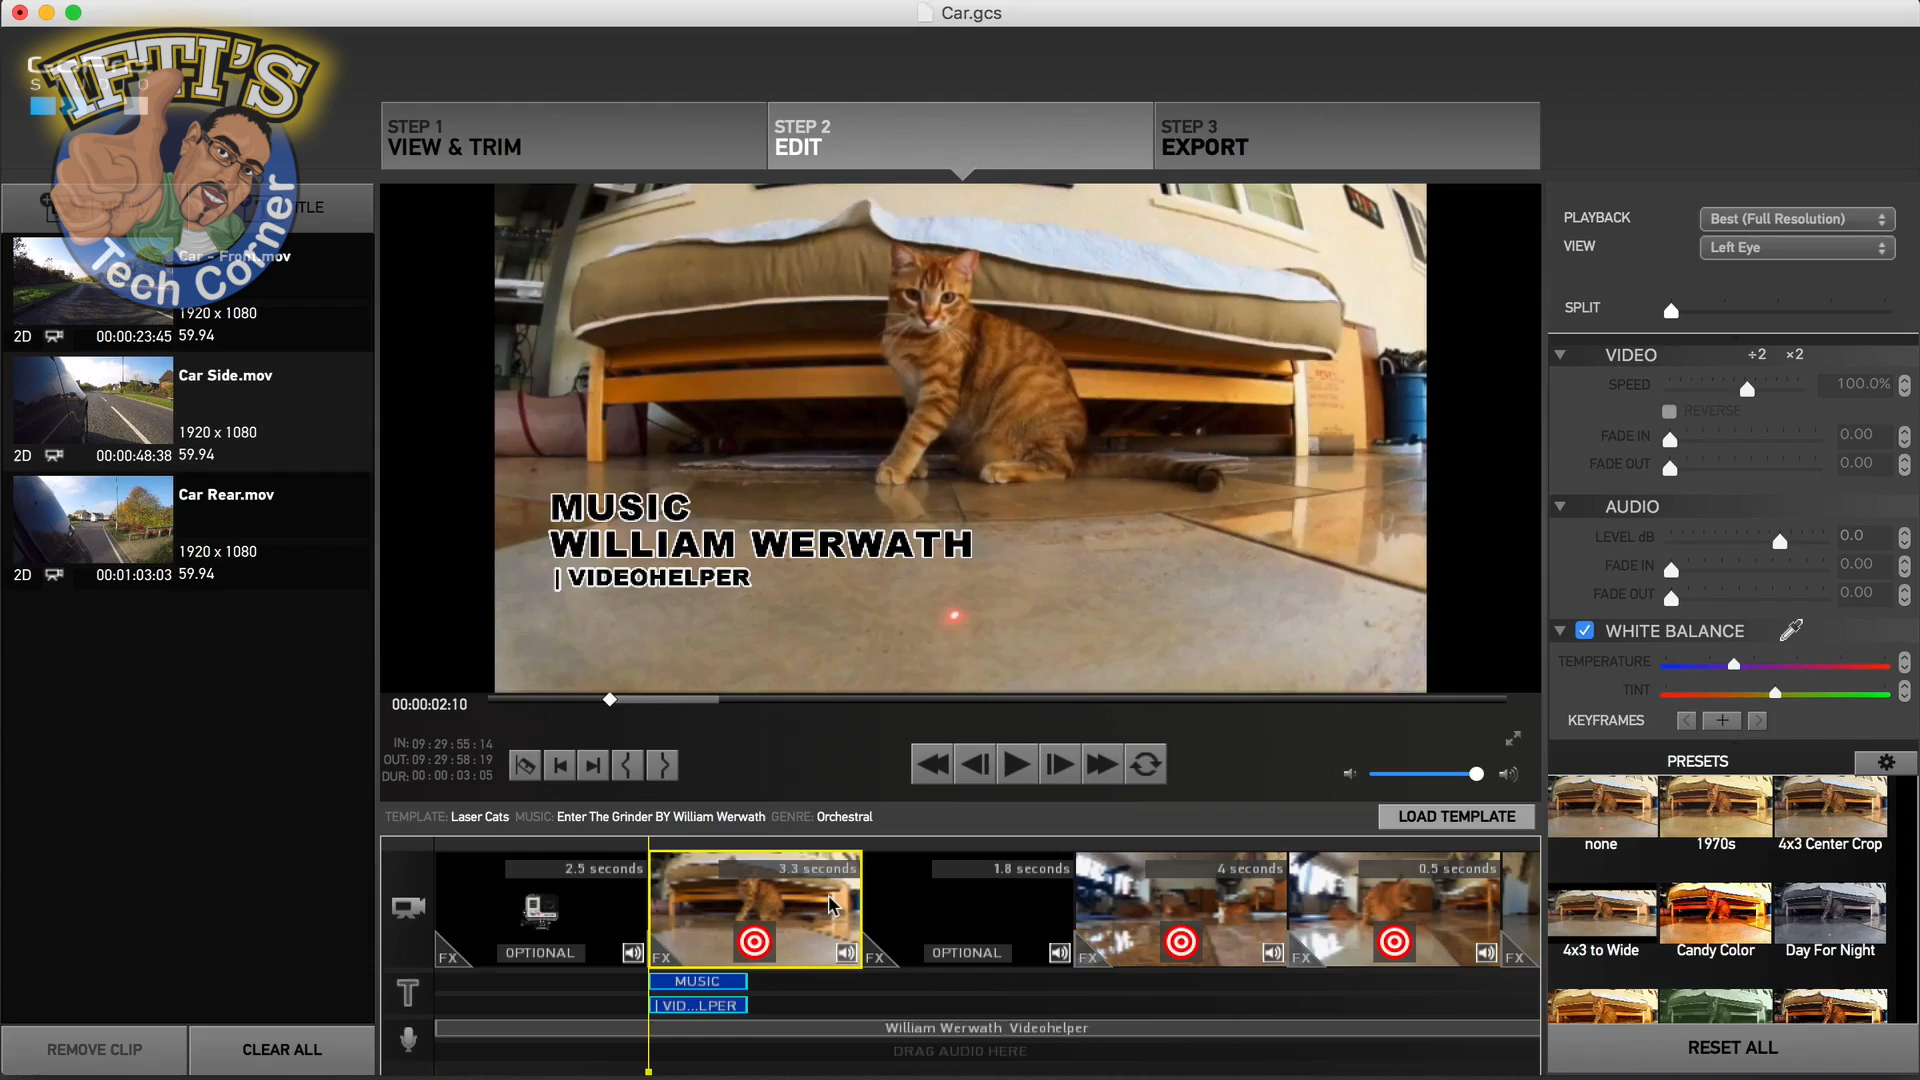 Car.gcs
IFTI'S
Tech Corner
STEP 1
VIEW & TRIM
STEP 2
EDIT
STEP 3
EXPORT
Car - Front.mov
1920 x 1080
2D 00:00:23:45 59.94
Car Side.mov
1920 x 1080
2D 00:00:48:38 59.94
Car Rear.mov
1920 x 1080
2D 00:01:03:03 59.94
REMOVE CLIP
CLEAR ALL
MUSIC
WILLIAM WERWATH
| VIDEOHELPER
00:00:02:10
IN: 09:29:55:14
OUT: 09:29:58:19
DUR: 00:00:03:05
TEMPLATE: Laser Cats MUSIC: Enter The Grinder BY William Werwath GENRE: Orchestral
LOAD TEMPLATE
2.5 seconds
3.3 seconds
1.8 seconds
4 seconds
0.5 seconds
FX OPTIONAL
FX
FX OPTIONAL
FX
FX
FX
T
MUSIC
| VID...LPER
William Werwath Videohelper
DRAG AUDIO HERE
PLAYBACK Best (Full Resolution)
VIEW Left Eye
SPLIT
VIDEO ÷2 ×2
SPEED 100.0%
REVERSE
FADE IN 0.00
FADE OUT 0.00
AUDIO
LEVEL dB 0.0
FADE IN 0.00
FADE OUT 0.00
WHITE BALANCE
TEMPERATURE
TINT
KEYFRAMES < + >
PRESETS
none 1970s 4x3 Center Crop
4x3 to Wide Candy Color Day For Night
RESET ALL